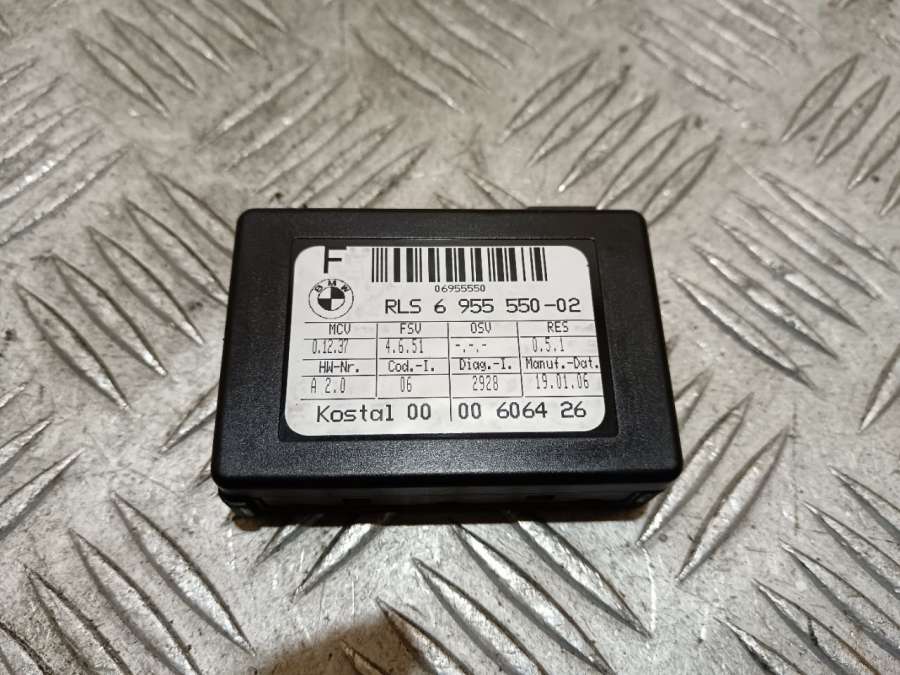 F
06955550
BMW
RLS 6 955 550-02
MCV FSV OSV RES
0.12.37 4.6.51 -.-.- 0.5.1
HW-Nr. Cod.-I. Diag.-I. Manuf.-Dat.
A 2.0 06 2928 19.01.06
Kostal 00 00 6064 26